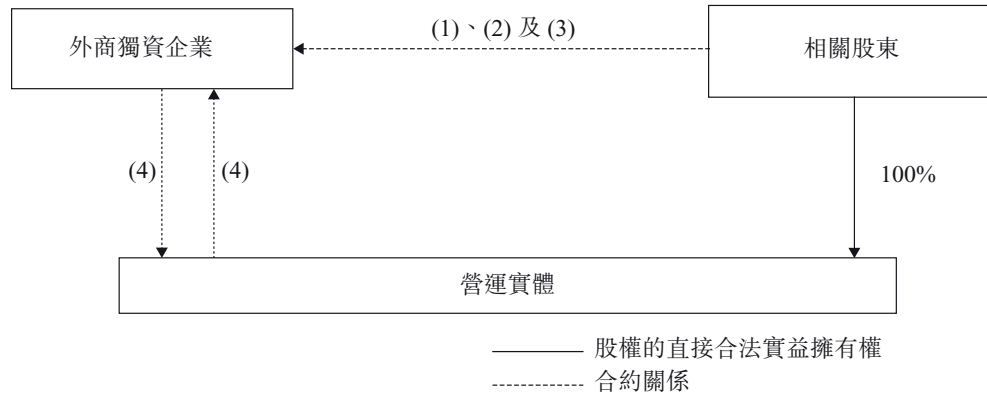 (1)、(2) 及 (3)
外商獨資企業
相關股東
(4)
(4)
100%
營運實體
股權的直接合法實益擁有權
合約關係